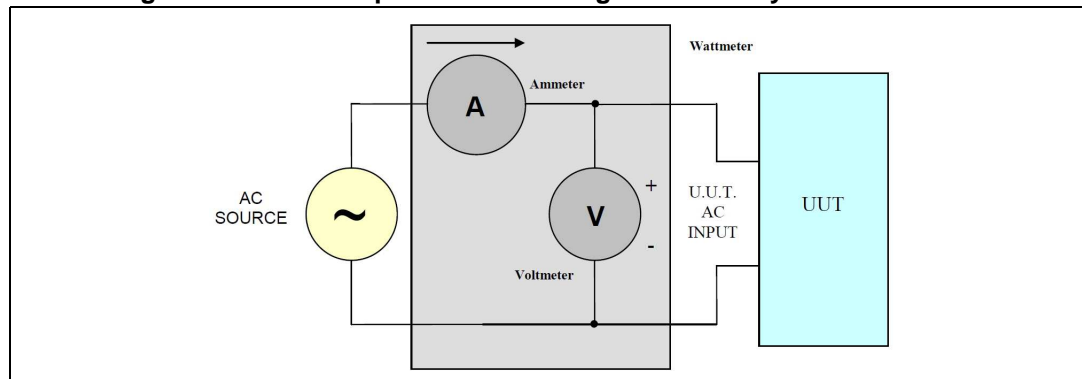 Wattmeter
Ammeter
A
AC
SOURCE
~
V
+
-
U.U.T.
AC
INPUT
UUT
Voltmeter